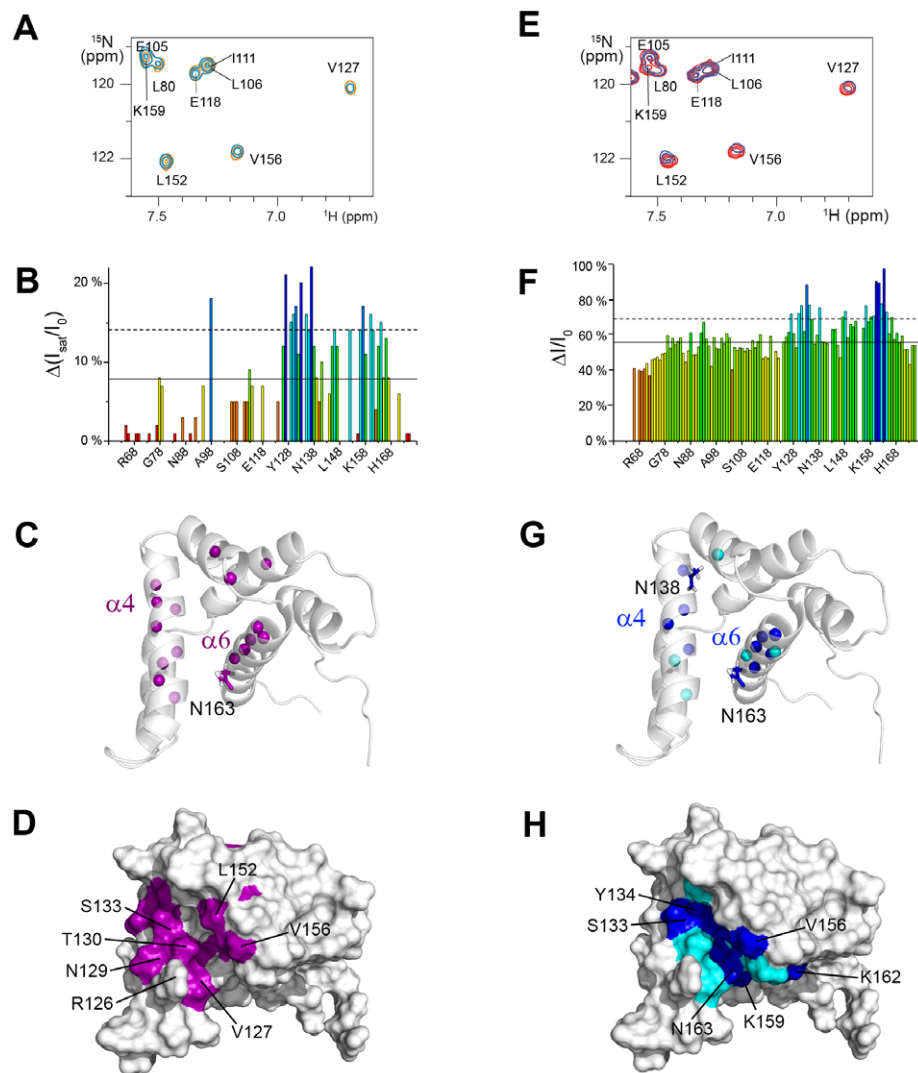 A
15N
(ppm)
E105
I111
V127
L80
L106
120
K159
E118
122
V156
L152
7.5
7.0
1H (ppm)
E
15N
(ppm)
E105
I111
V127
L80
L106
120
K159
E118
122
V156
L152
7.5
7.0
1H (ppm)
B
Δ(Isat/I0)
20 %
10 %
0 %
R68 G78 N88 A98 S108 E118 Y128 N138 L148 K158 H168
F
ΔI/I0
100 %
80 %
60 %
40 %
20 %
0 %
R68 G78 N88 A98 S108 E118 Y128 N138 L148 K158 H168
C
α4
α6
N163
G
N138
α4
α6
N163
D
L152
S133
V156
T130
N129
R126
V127
H
Y134
S133
V156
K162
N163
K159